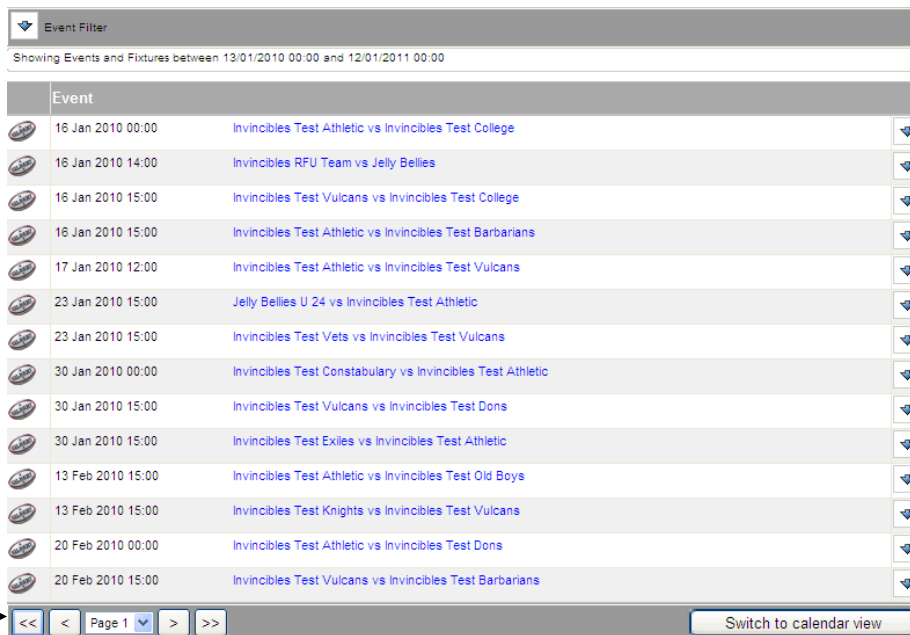 Event Filter
Showing Events and Fixtures between 13/01/2010 00:00 and 12/01/2011 00:00
Event
16 Jan 2010 00:00 Invincibles Test Athletic vs Invincibles Test College
16 Jan 2010 14:00 Invincibles RFU Team vs Jelly Bellies
16 Jan 2010 15:00 Invincibles Test Vulcans vs Invincibles Test College
16 Jan 2010 15:00 Invincibles Test Athletic vs Invincibles Test Barbarians
17 Jan 2010 12:00 Invincibles Test Athletic vs Invincibles Test Vulcans
23 Jan 2010 15:00 Jelly Bellies U 24 vs Invincibles Test Athletic
23 Jan 2010 15:00 Invincibles Test Vets vs Invincibles Test Vulcans
30 Jan 2010 00:00 Invincibles Test Constabulary vs Invincibles Test Athletic
30 Jan 2010 15:00 Invincibles Test Vulcans vs Invincibles Test Dons
30 Jan 2010 15:00 Invincibles Test Exiles vs Invincibles Test Athletic
13 Feb 2010 15:00 Invincibles Test Athletic vs Invincibles Test Old Boys
13 Feb 2010 15:00 Invincibles Test Knights vs Invincibles Test Vulcans
20 Feb 2010 00:00 Invincibles Test Athletic vs Invincibles Test Dons
20 Feb 2010 15:00 Invincibles Test Vulcans vs Invincibles Test Barbarians
<< < Page 1 > >> Switch to calendar view